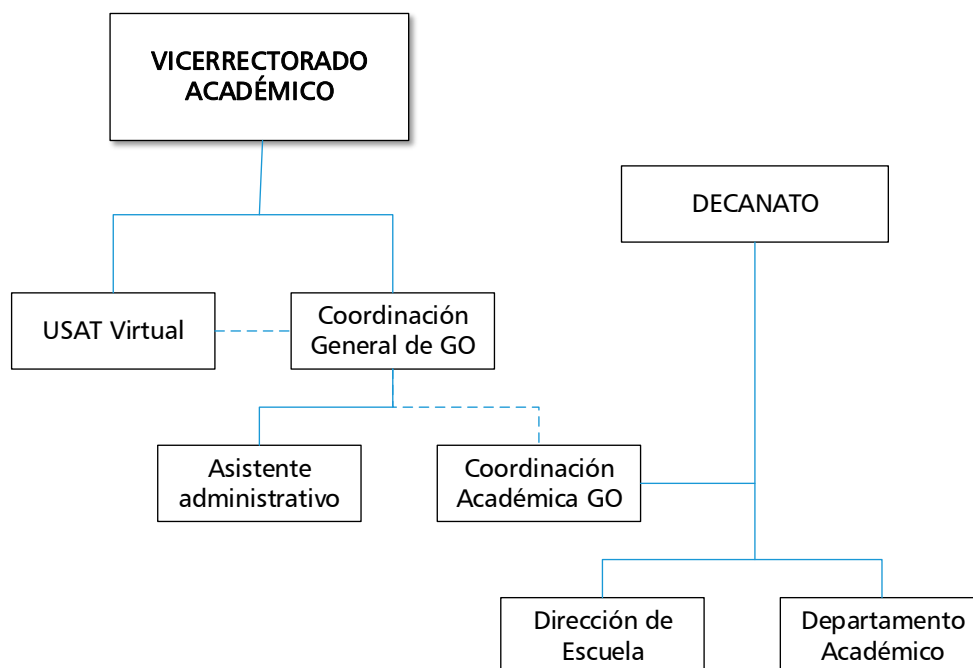 VICERRECTORADO
ACADÉMICO
DECANATO
USAT Virtual
Coordinación
General de GO
Asistente
administrativo
Coordinación
Académica GO
Dirección de
Escuela
Departamento
Académico